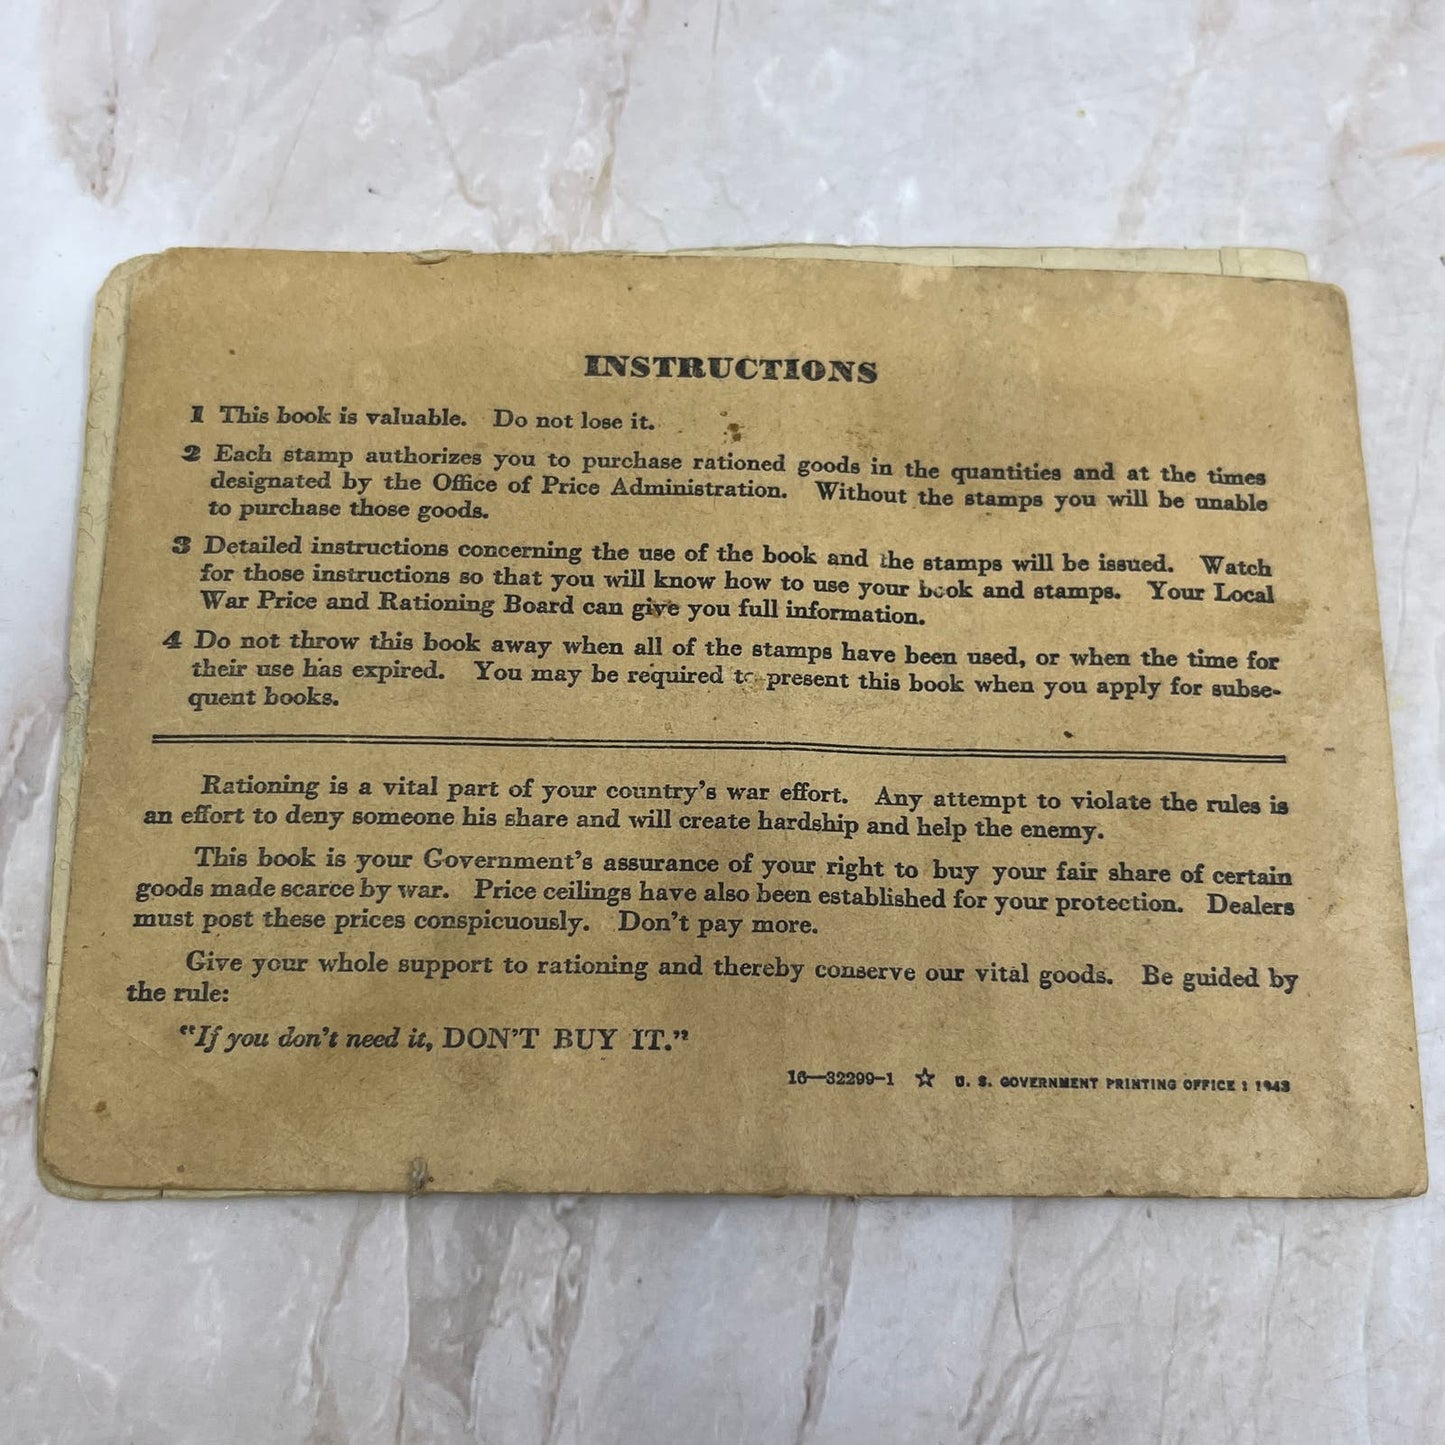 INSTRUCTIONS
1 This book is valuable. Do not lose it.
2 Each stamp authorizes you to purchase rationed goods in the quantities and at the times
designated by the Office of Price Administration. Without the stamps you will be unable
to purchase those goods.
3 Detailed instructions concerning the use of the book and the stamps will be issued. Watch
for those instructions so that you will know how to use your book and stamps. Your Local
War Price and Rationing Board can give you full information.
4 Do not throw this book away when all of the stamps have been used, or when the time for
their use has expired. You may be required to present this book when you apply for subse-
quent books.
Rationing is a vital part of your country's war effort. Any attempt to violate the rules is
an effort to deny someone his share and will create hardship and help the enemy.
This book is your Government's assurance of your right to buy your fair share of certain
goods made scarce by war. Price ceilings have also been established for your protection. Dealers
must post these prices conspicuously. Don't pay more.
Give your whole support to rationing and thereby conserve our vital goods. Be guided by
the rule:
"If you don't need it, DON'T BUY IT."
16—32299-1 ☆ U. S. GOVERNMENT PRINTING OFFICE : 1943